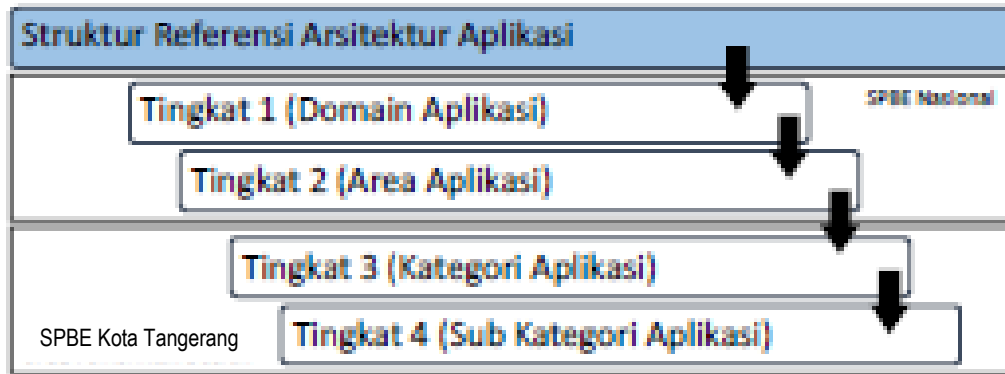 Struktur Referensi Arsitektur Aplikasi
Tingkat 1 (Domain Aplikasi)
SPBE Nasional
Tingkat 2 (Area Aplikasi)
Tingkat 3 (Kategori Aplikasi)
SPBE Kota Tangerang
Tingkat 4 (Sub Kategori Aplikasi)